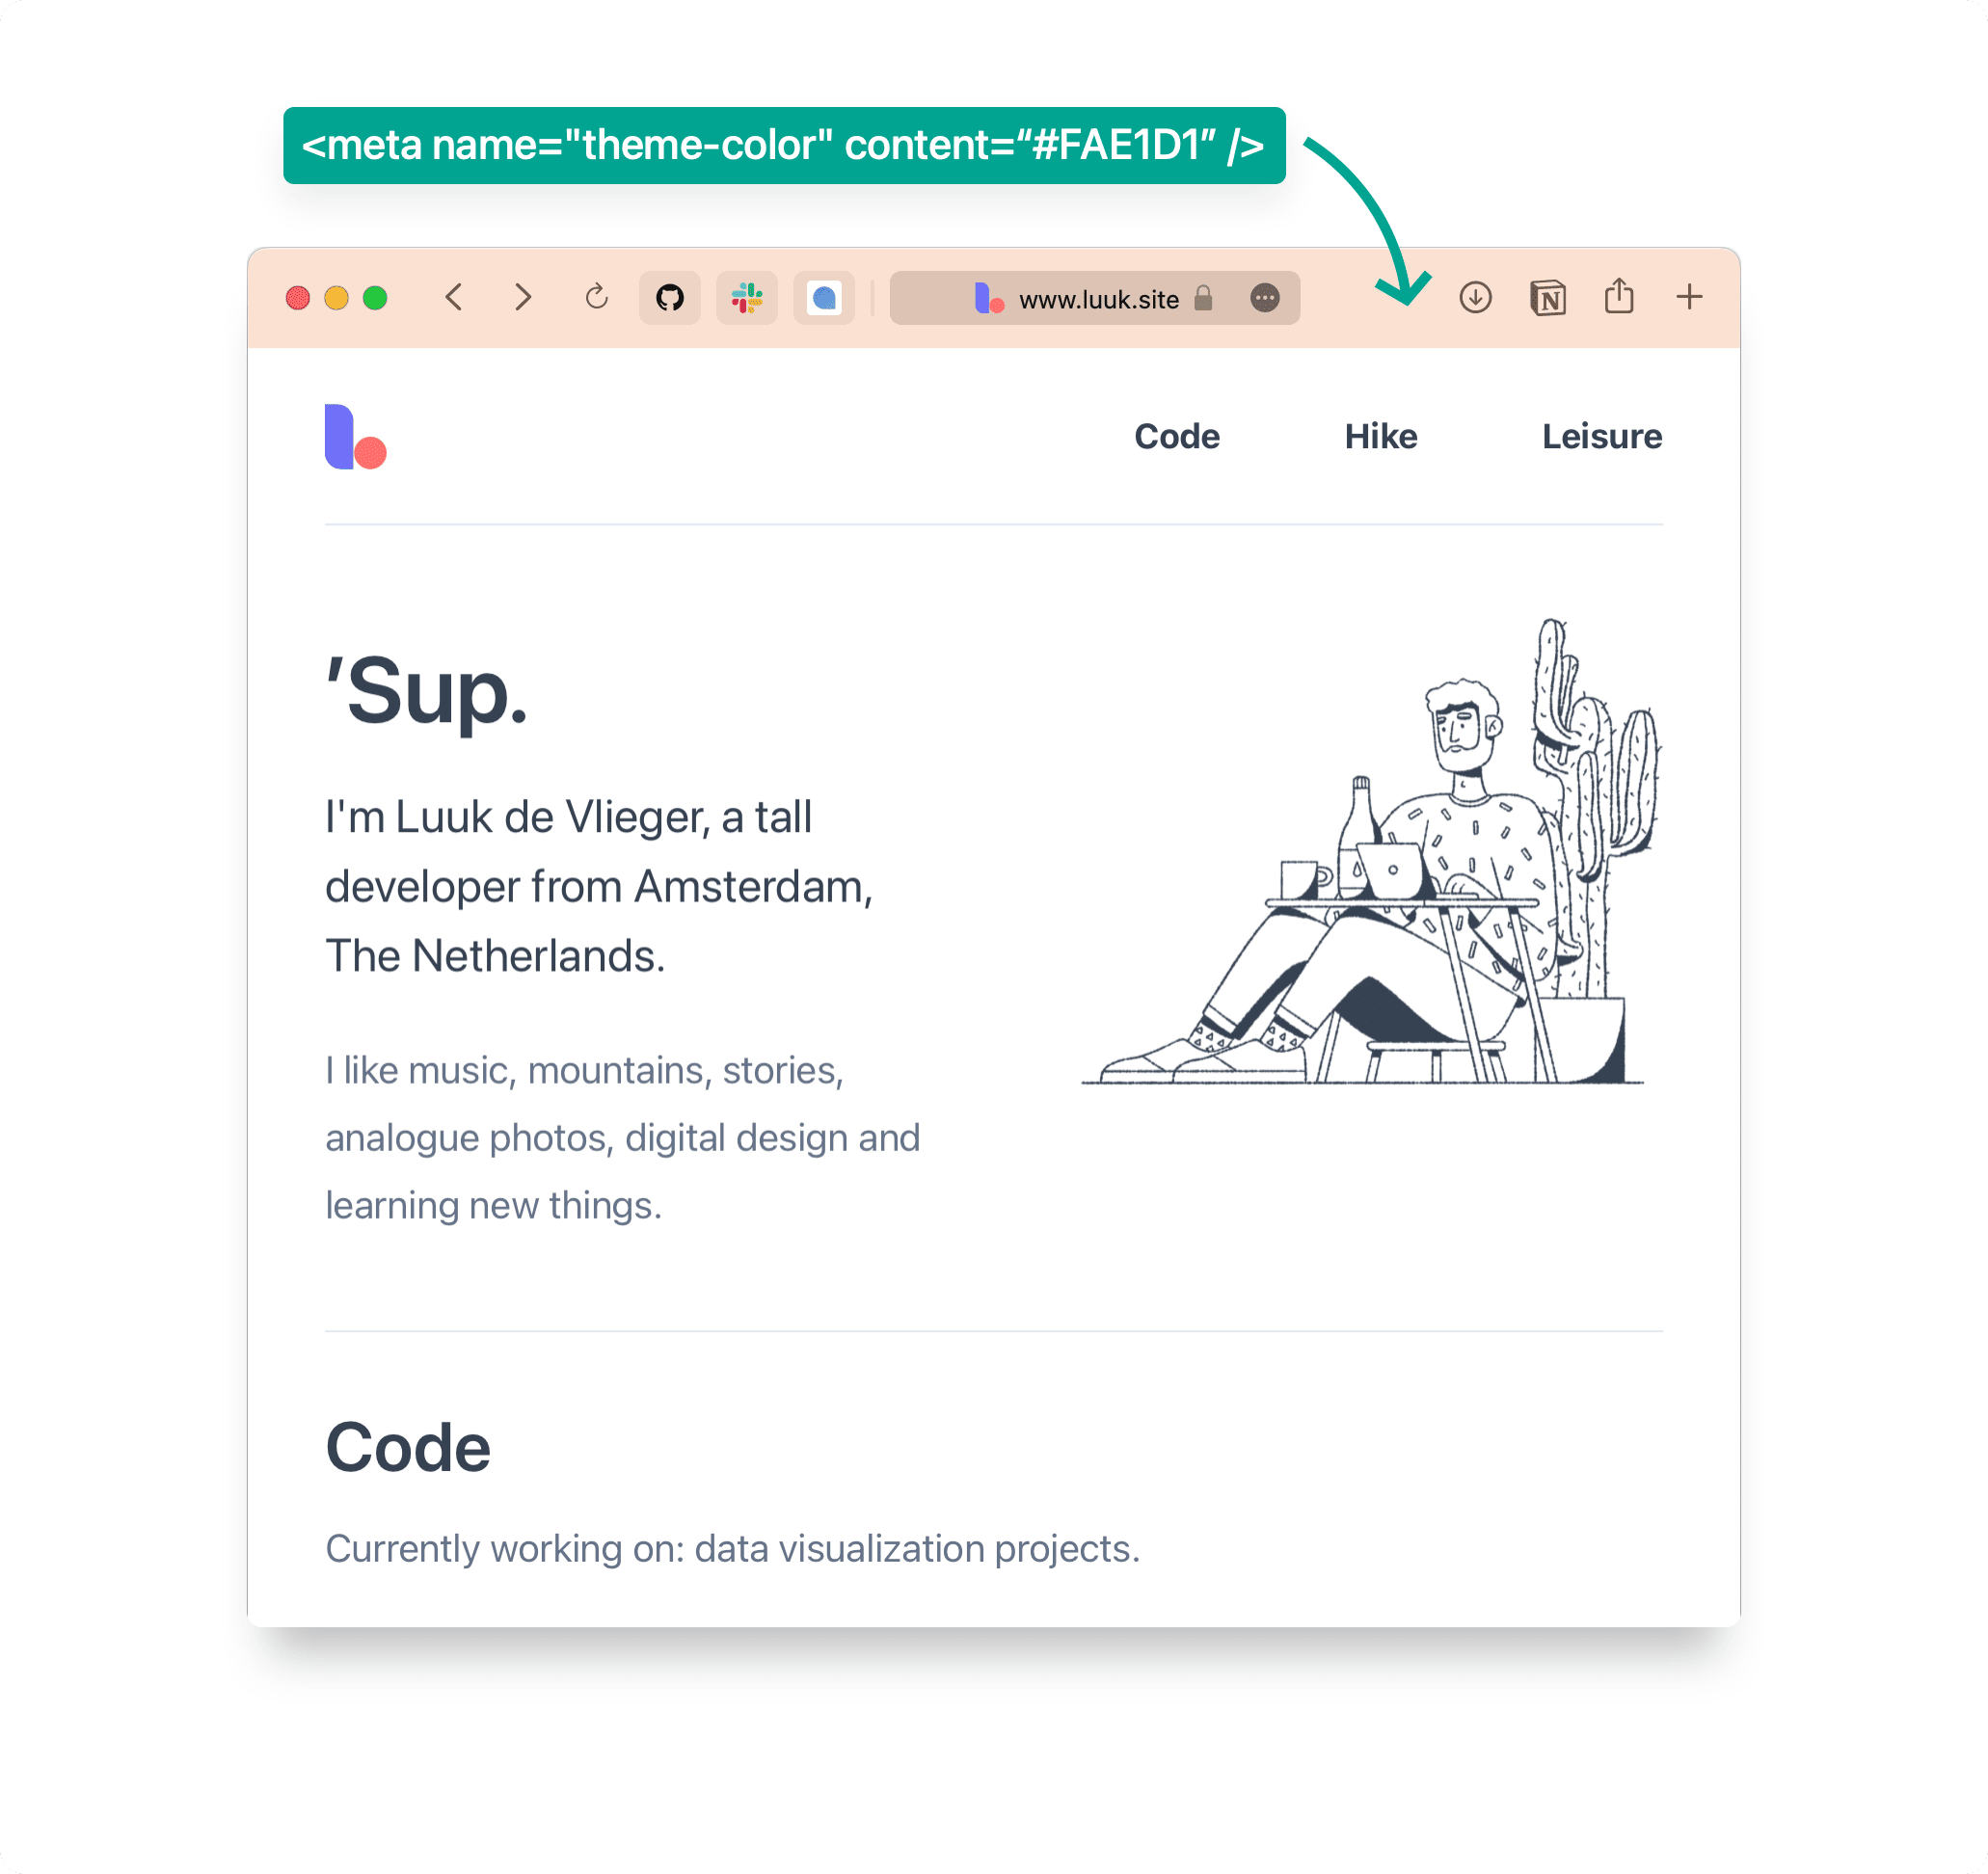 <meta name="theme-color" content=“#FAE1D1” />
www.luuk.site
N
Code Hike Leisure
’Sup.
I'm Luuk de Vlieger, a tall
developer from Amsterdam,
The Netherlands.
I like music, mountains, stories,
analogue photos, digital design and
learning new things.
Code
Currently working on: data visualization projects.